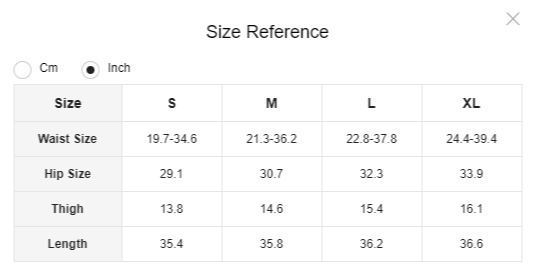 Size Reference
Cm Inch
Size S M L XL
Waist Size 19.7-34.6 21.3-36.2 22.8-37.8 24.4-39.4
Hip Size 29.1 30.7 32.3 33.9
Thigh 13.8 14.6 15.4 16.1
Length 35.4 35.8 36.2 36.6